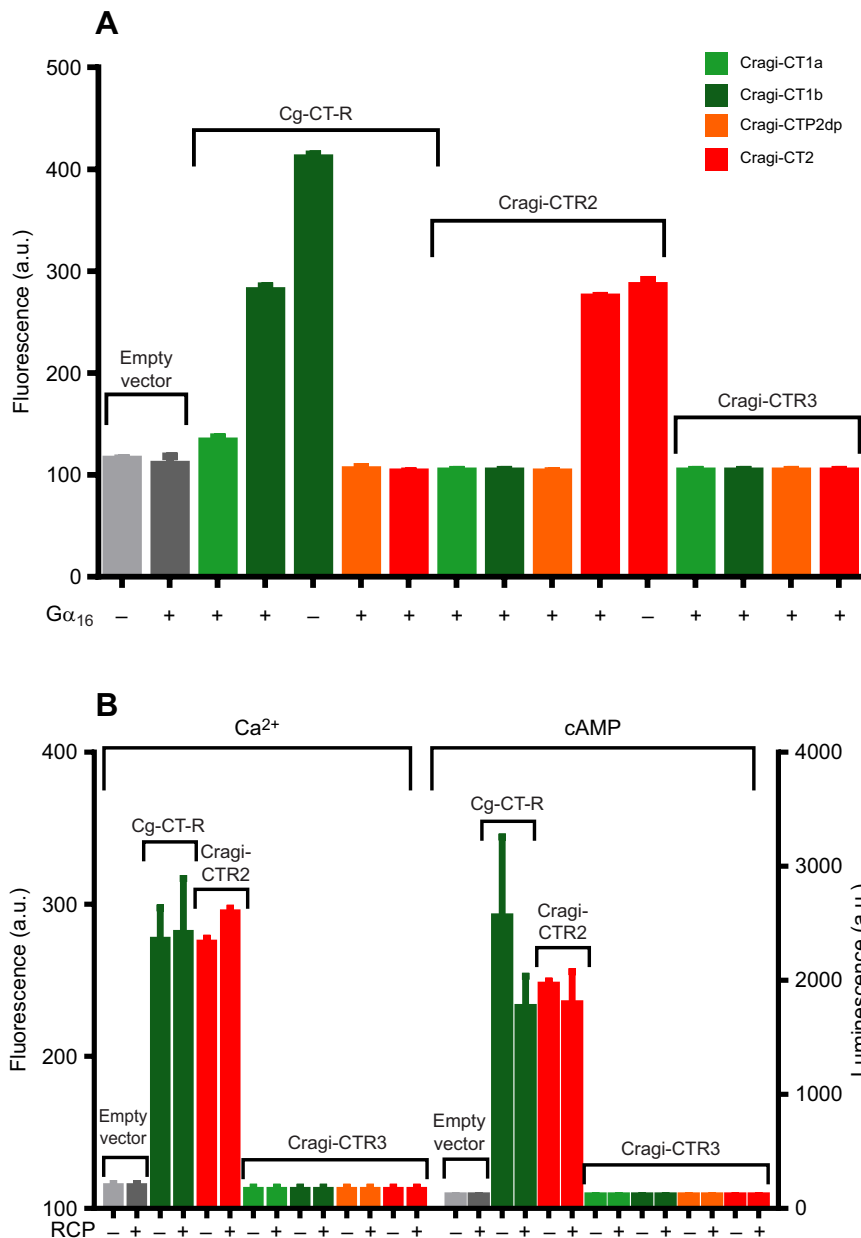 A
500
400
300
200
100
0
Fluorescence (a.u.)
Cragi-CT1a
Cragi-CT1b
Cragi-CTP2dp
Cragi-CT2
Cg-CT-R
Cragi-CTR2
Empty
vector
Cragi-CTR3
Gα16 – + + + – + + + + + + – + + + +
B
Ca2+ cAMP
400
300
200
100
Fluorescence (a.u.)
4000
3000
2000
1000
0
Luminescence (a.u.)
Cg-CT-R
Cragi-
CTR2
Empty
vector
Cragi-CTR3
Cg-CT-R
Cragi-
CTR2
Empty
vector
Cragi-CTR3
RCP – + – + – + – + – + – + – + – + – + – + – + – + – + – +